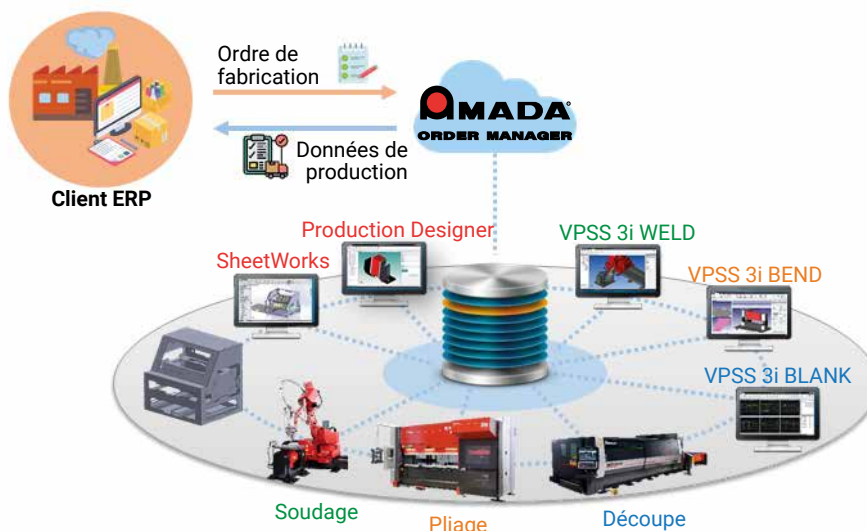 Ordre de
fabrication
AMADA
ORDER MANAGER
Données de
production
Client ERP
Production Designer
VPSS 3i WELD
SheetWorks
VPSS 3i BEND
VPSS 3i BLANK
Soudage
Pliage
Découpe